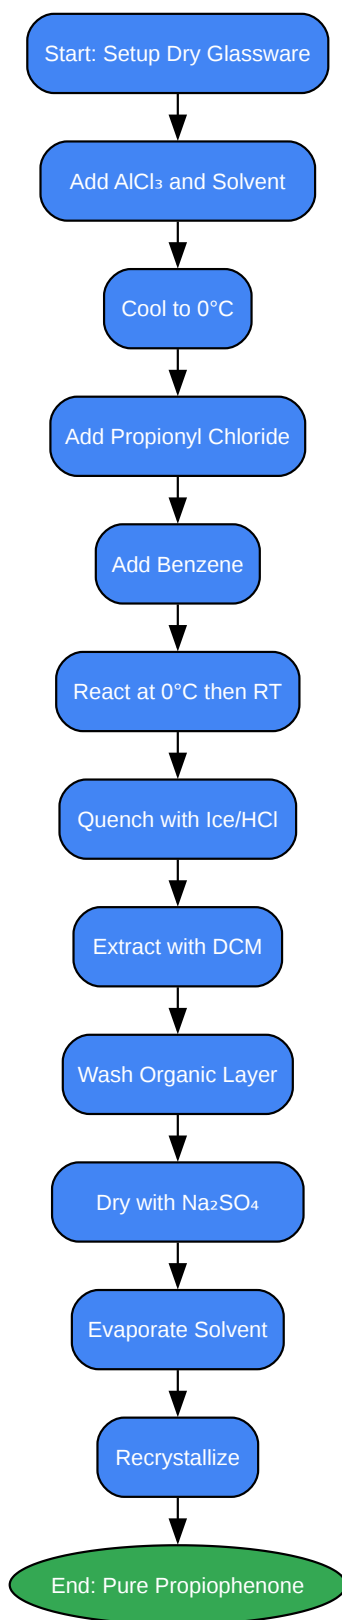 Start: Setup Dry Glassware
Add AlCl₃ and Solvent
Cool to 0°C
Add Propionyl Chloride
Add Benzene
React at 0°C then RT
Quench with Ice/HCl
Extract with DCM
Wash Organic Layer
Dry with Na₂SO₄
Evaporate Solvent
Recrystallize
End: Pure Propiophenone